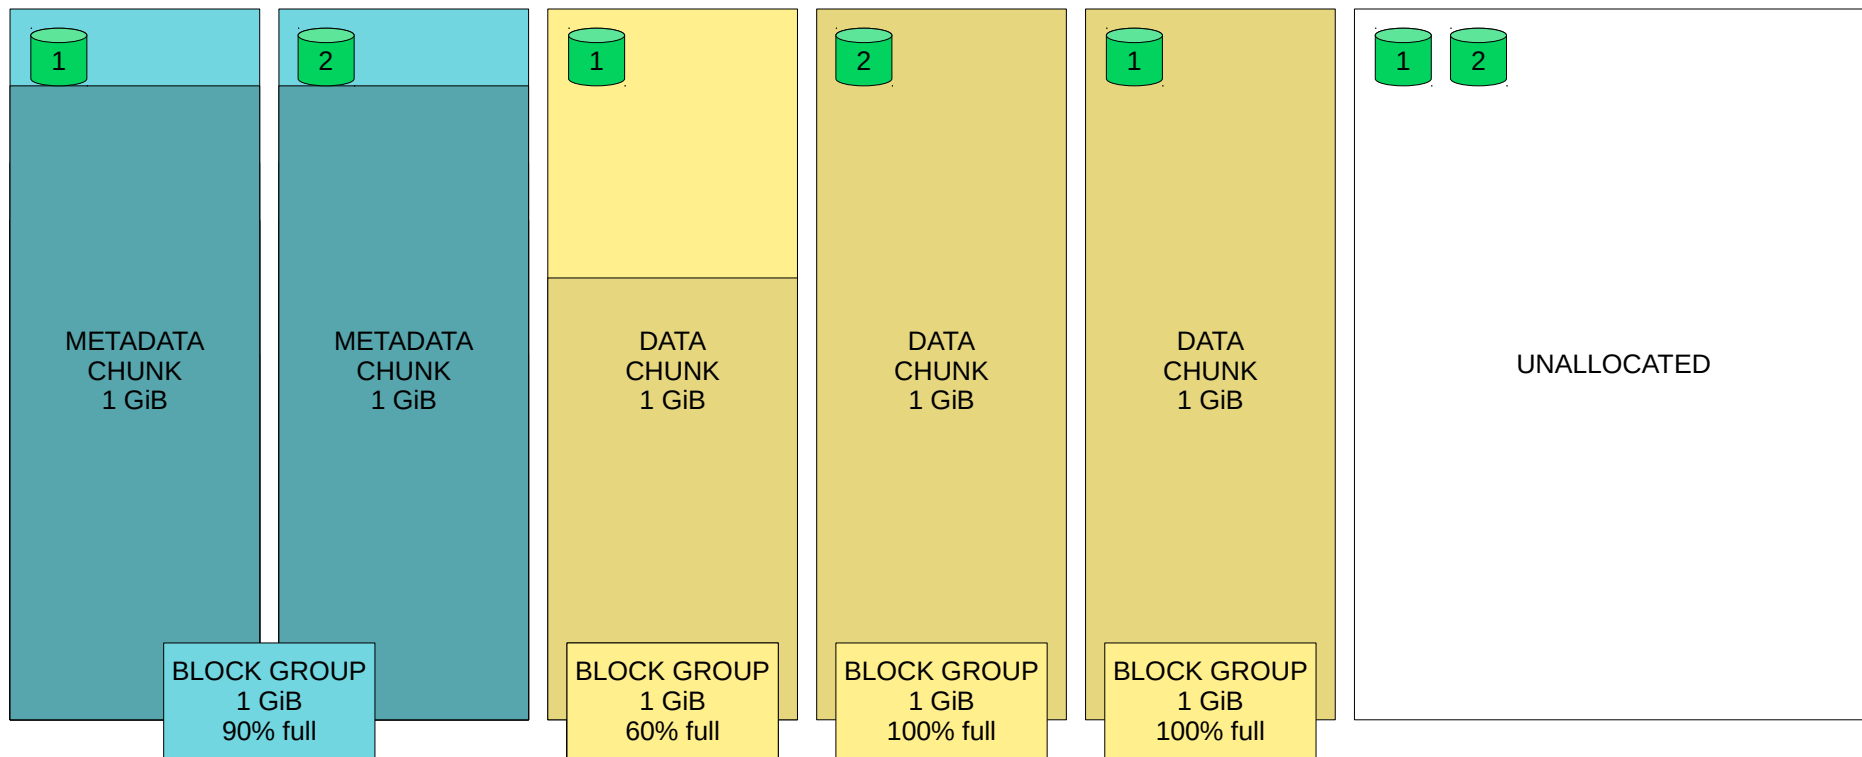 1
2
1
2
1
1
2
METADATA
CHUNK
1 GiB
METADATA
CHUNK
1 GiB
DATA
CHUNK
1 GiB
DATA
CHUNK
1 GiB
DATA
CHUNK
1 GiB
UNALLOCATED
BLOCK GROUP
1 GiB
90% full
BLOCK GROUP
1 GiB
60% full
BLOCK GROUP
1 GiB
100% full
BLOCK GROUP
1 GiB
100% full